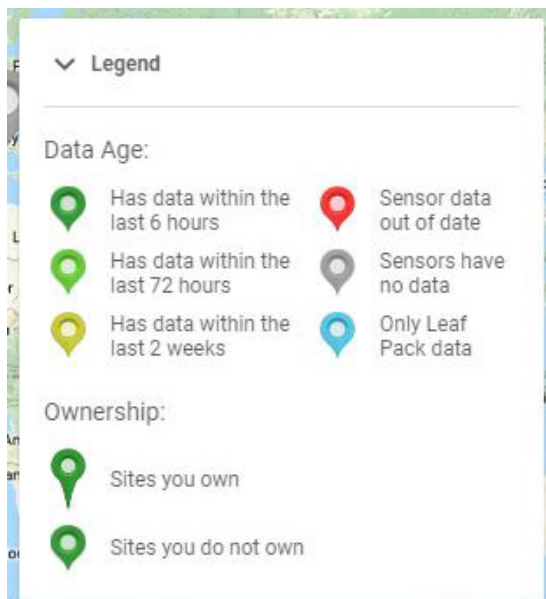 Legend
Data Age:
Has data within the
last 6 hours
Sensor data
out of date
Has data within the
last 72 hours
Sensors have
no data
Has data within the
last 2 weeks
Only Leaf
Pack data
Ownership:
Sites you own
Sites you do not own